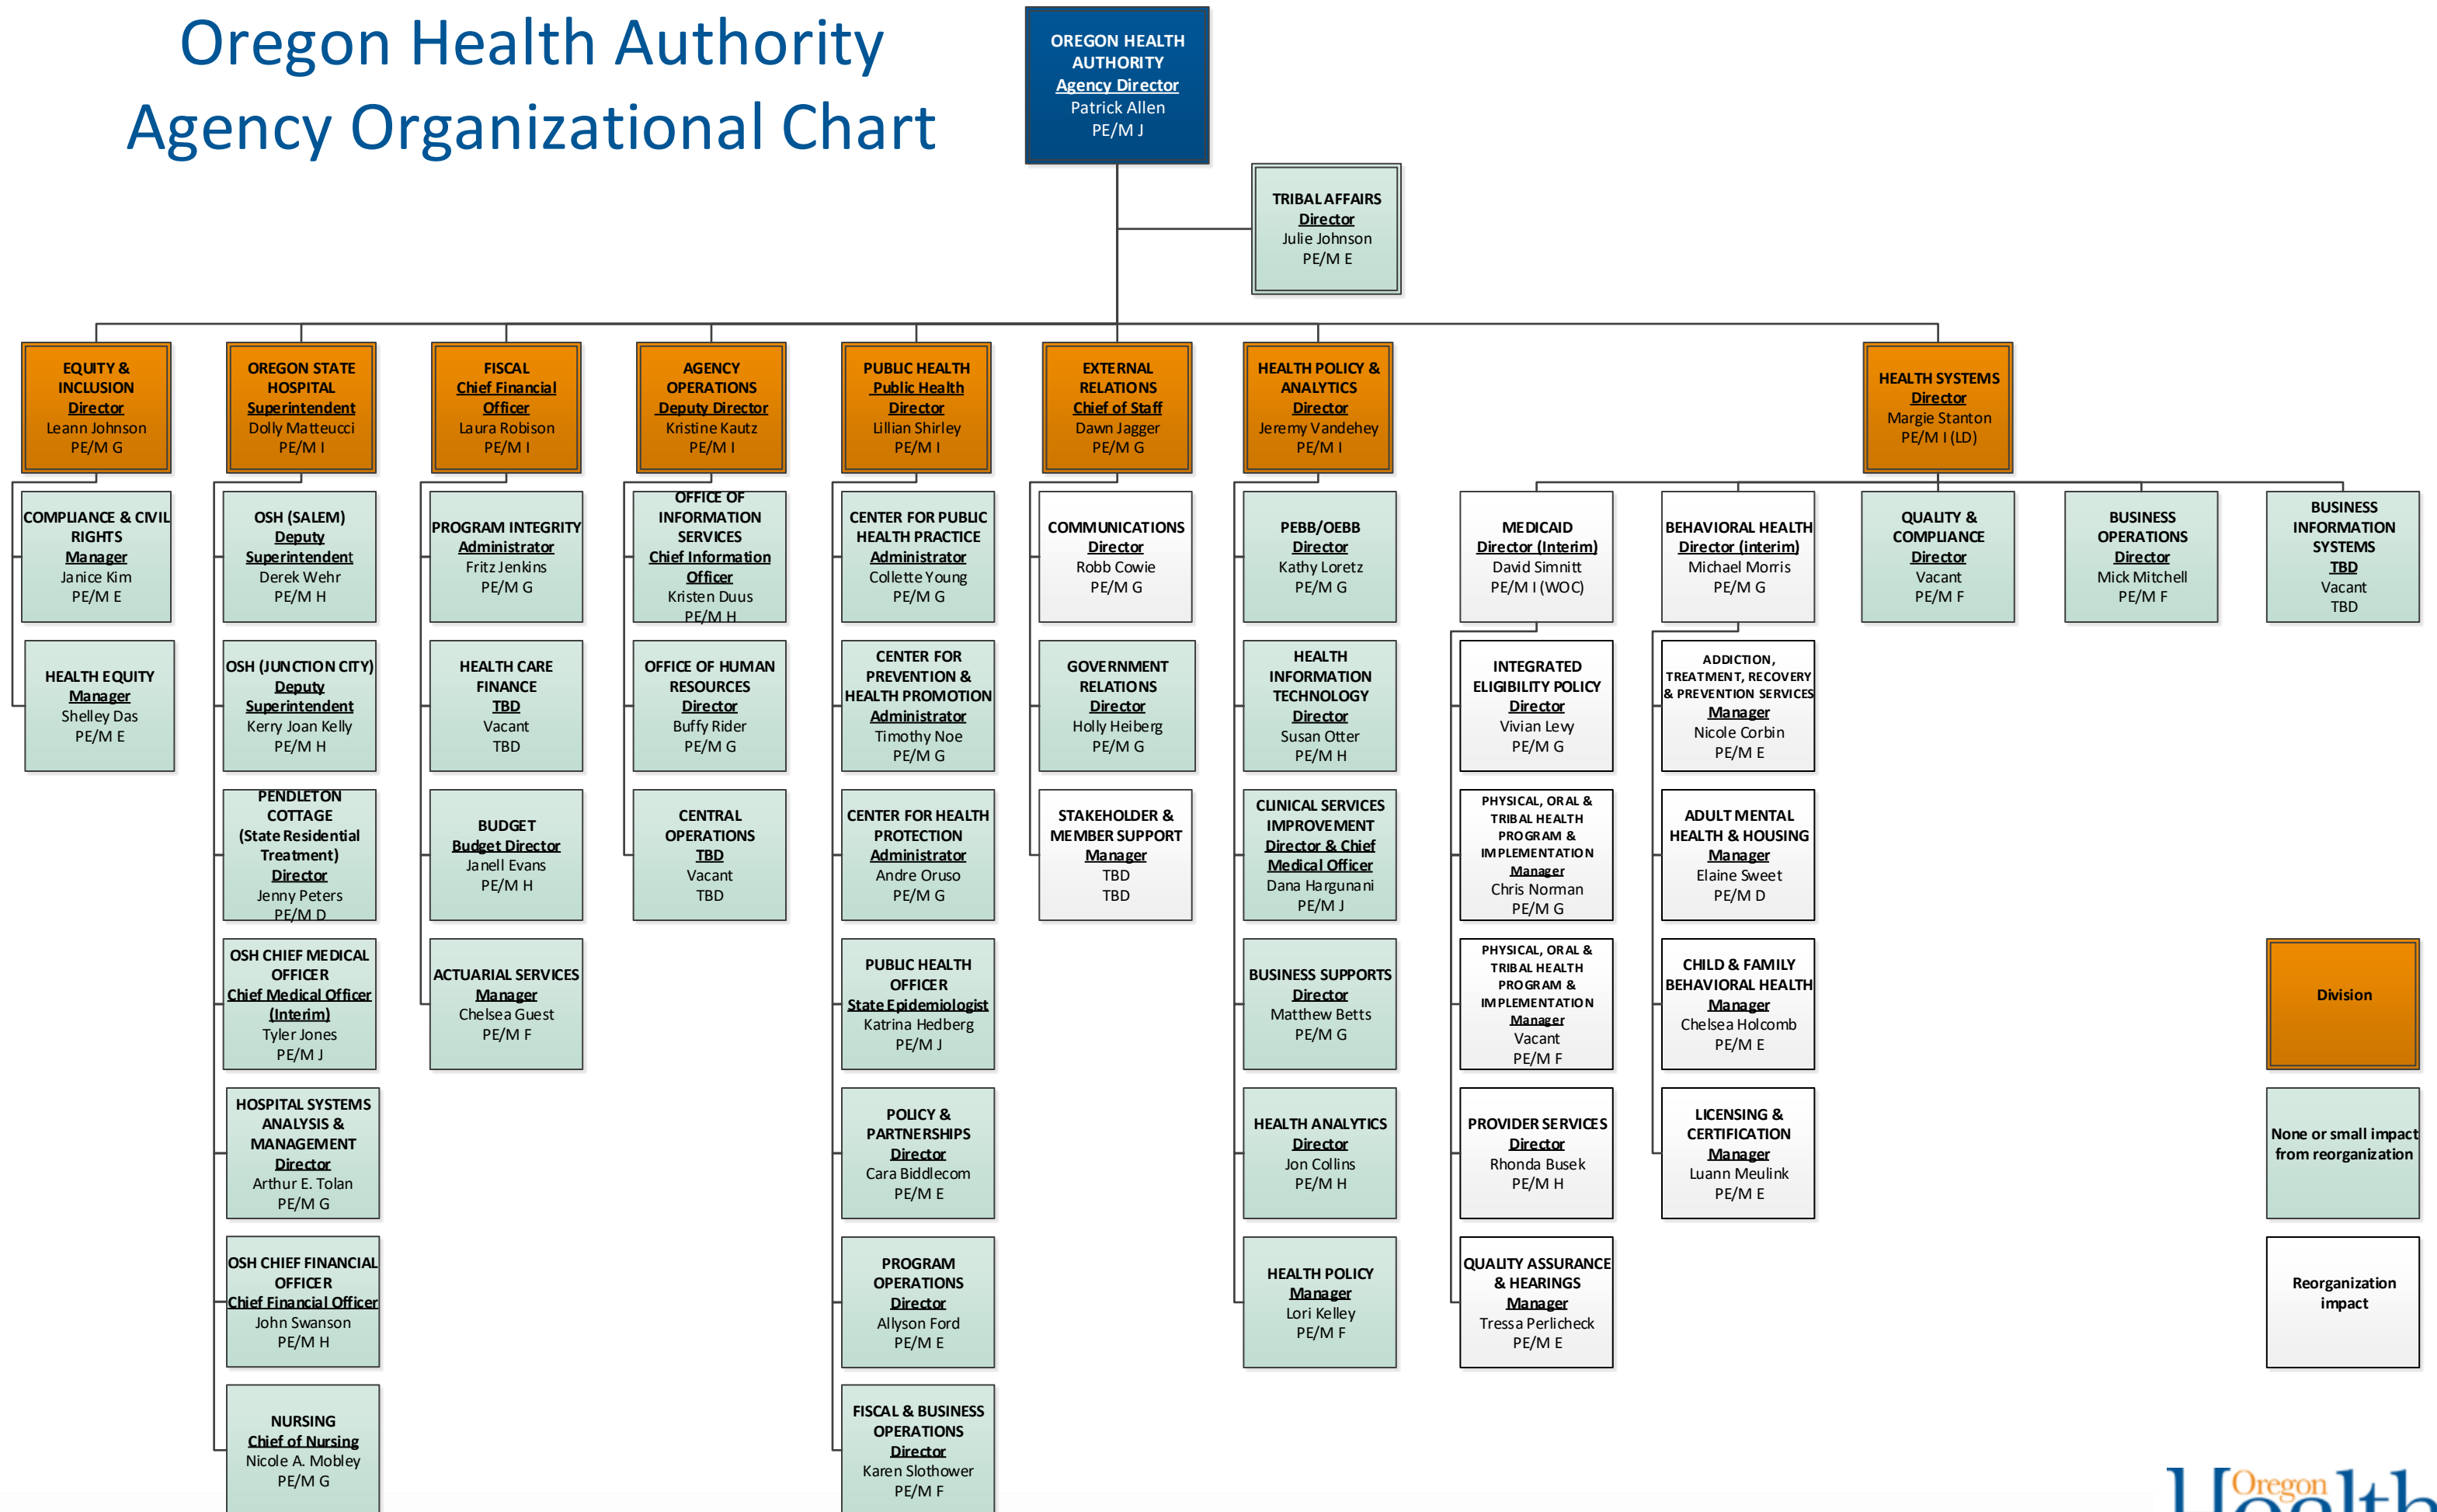 Oregon Health Authority
Agency Organizational Chart
OREGON HEALTH
AUTHORITY
Agency Director
Patrick Allen
PE/M J
TRIBAL AFFAIRS
Director
Julie Johnson
PE/M E
EQUITY &
INCLUSION
Director
Leann Johnson
PE/M G
COMPLIANCE & CIVIL
RIGHTS
Manager
Janice Kim
PE/M E
HEALTH EQUITY
Manager
Shelley Das
PE/M E
OREGON STATE
HOSPITAL
Superintendent
Dolly Matteucci
PE/M I
OSH (SALEM)
Deputy
Superintendent
Derek Wehr
PE/M H
OSH (JUNCTION CITY)
Deputy
Superintendent
Kerry Joan Kelly
PE/M H
PENDLETON
COTTAGE
(State Residential
Treatment)
Director
Jenny Peters
PE/M D
OSH CHIEF MEDICAL
OFFICER
Chief Medical Officer
(Interim)
Tyler Jones
PE/M J
HOSPITAL SYSTEMS
ANALYSIS &
MANAGEMENT
Director
Arthur E. Tolan
PE/M G
OSH CHIEF FINANCIAL
OFFICER
Chief Financial Officer
John Swanson
PE/M H
NURSING
Chief of Nursing
Nicole A. Mobley
PE/M G
FISCAL
Chief Financial
Officer
Laura Robison
PE/M I
PROGRAM INTEGRITY
Administrator
Fritz Jenkins
PE/M G
HEALTH CARE
FINANCE
TBD
Vacant
TBD
BUDGET
Budget Director
Janell Evans
PE/M H
ACTUARIAL SERVICES
Manager
Chelsea Guest
PE/M F
AGENCY
OPERATIONS
Deputy Director
Kristine Kautz
PE/M I
OFFICE OF
INFORMATION
SERVICES
Chief Information
Officer
Kristen Duus
PE/M H
OFFICE OF HUMAN
RESOURCES
Director
Buffy Rider
PE/M G
CENTRAL
OPERATIONS
TBD
Vacant
TBD
PUBLIC HEALTH
Public Health
Director
Lillian Shirley
PE/M I
CENTER FOR PUBLIC
HEALTH PRACTICE
Administrator
Collette Young
PE/M G
CENTER FOR
PREVENTION &
HEALTH PROMOTION
Administrator
Timothy Noe
PE/M G
CENTER FOR HEALTH
PROTECTION
Administrator
Andre Oruso
PE/M G
PUBLIC HEALTH
OFFICER
State Epidemiologist
Katrina Hedberg
PE/M J
POLICY &
PARTNERSHIPS
Director
Cara Biddlecom
PE/M E
PROGRAM
OPERATIONS
Director
Allyson Ford
PE/M E
FISCAL & BUSINESS
OPERATIONS
Director
Karen Slothower
PE/M F
EXTERNAL
RELATIONS
Chief of Staff
Dawn Jagger
PE/M G
COMMUNICATIONS
Director
Robb Cowie
PE/M G
GOVERNMENT
RELATIONS
Director
Holly Heiberg
PE/M G
STAKEHOLDER &
MEMBER SUPPORT
Manager
TBD
TBD
HEALTH POLICY &
ANALYTICS
Director
Jeremy Vandehey
PE/M I
PEBB/OEBB
Director
Kathy Loretz
PE/M G
HEALTH
INFORMATION
TECHNOLOGY
Director
Susan Otter
PE/M H
CLINICAL SERVICES
IMPROVEMENT
Director & Chief
Medical Officer
Dana Hargunani
PE/M J
BUSINESS SUPPORTS
Director
Matthew Betts
PE/M G
HEALTH ANALYTICS
Director
Jon Collins
PE/M H
HEALTH POLICY
Manager
Lori Kelley
PE/M F
HEALTH SYSTEMS
Director
Margie Stanton
PE/M I (LD)
MEDICAID
Director (Interim)
David Simnitt
PE/M I (WOC)
INTEGRATED
ELIGIBILITY POLICY
Director
Vivian Levy
PE/M G
PHYSICAL, ORAL &
TRIBAL HEALTH
PROGRAM &
IMPLEMENTATION
Manager
Chris Norman
PE/M G
PHYSICAL, ORAL &
TRIBAL HEALTH
PROGRAM &
IMPLEMENTATION
Manager
Vacant
PE/M F
PROVIDER SERVICES
Director
Rhonda Busek
PE/M H
QUALITY ASSURANCE
& HEARINGS
Manager
Tressa Perlicheck
PE/M E
BEHAVIORAL HEALTH
Director (interim)
Michael Morris
PE/M G
ADDICTION,
TREATMENT, RECOVERY
& PREVENTION SERVICES
Manager
Nicole Corbin
PE/M E
ADULT MENTAL
HEALTH & HOUSING
Manager
Elaine Sweet
PE/M D
CHILD & FAMILY
BEHAVIORAL HEALTH
Manager
Chelsea Holcomb
PE/M E
LICENSING &
CERTIFICATION
Manager
Luann Meulink
PE/M E
QUALITY &
COMPLIANCE
Director
Vacant
PE/M F
BUSINESS
OPERATIONS
Director
Mick Mitchell
PE/M F
BUSINESS
INFORMATION
SYSTEMS
TBD
Vacant
TBD
Division
None or small impact
from reorganization
Reorganization
impact
Oregon
Health